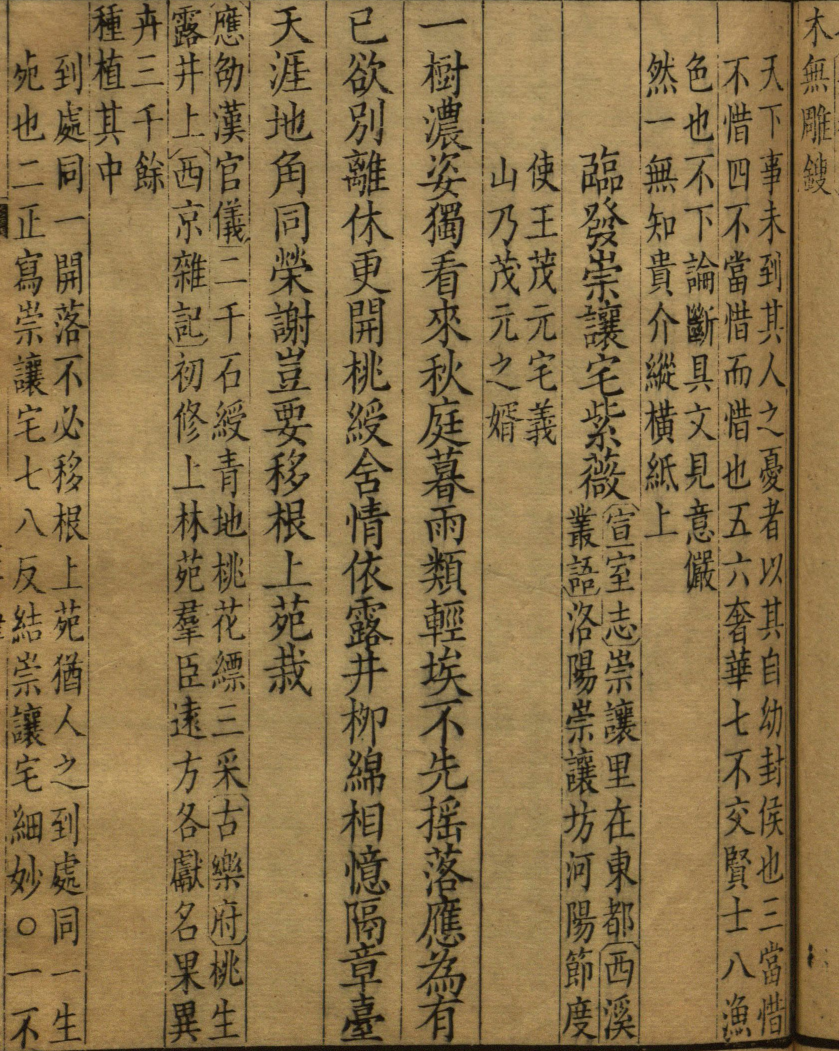 木無雕鎪
天下事未到其人之憂者以其自幼封侯也三當惜
不惜四不當惜而惜也五六奢華七不交賢士八漁
色也不下論斷具文見意儼
然一無知貴介縱橫紙上
臨發崇讓宅紫薇
宣室志崇讓里在東都西溪
叢語洛陽崇讓坊河陽節度
使王茂元宅義
山乃茂元之婿
一樹濃姿獨看來秋庭暮雨類輕埃不先摇落應為有
已欲別離休更開桃綬含情依露井栁綿相憶隔章臺
天涯地角同榮謝豈要移根上苑栽
應劭漢官儀二千石綬青地桃花縹三采古樂府桃生
露井上西京雜記初修上林苑羣臣逺方各獻名果異
卉三千餘
種植其中
到處同一開落不必移根上苑猶人之到處同一生
死也二正寫崇讓宅七八反結崇讓宅細妙○一不